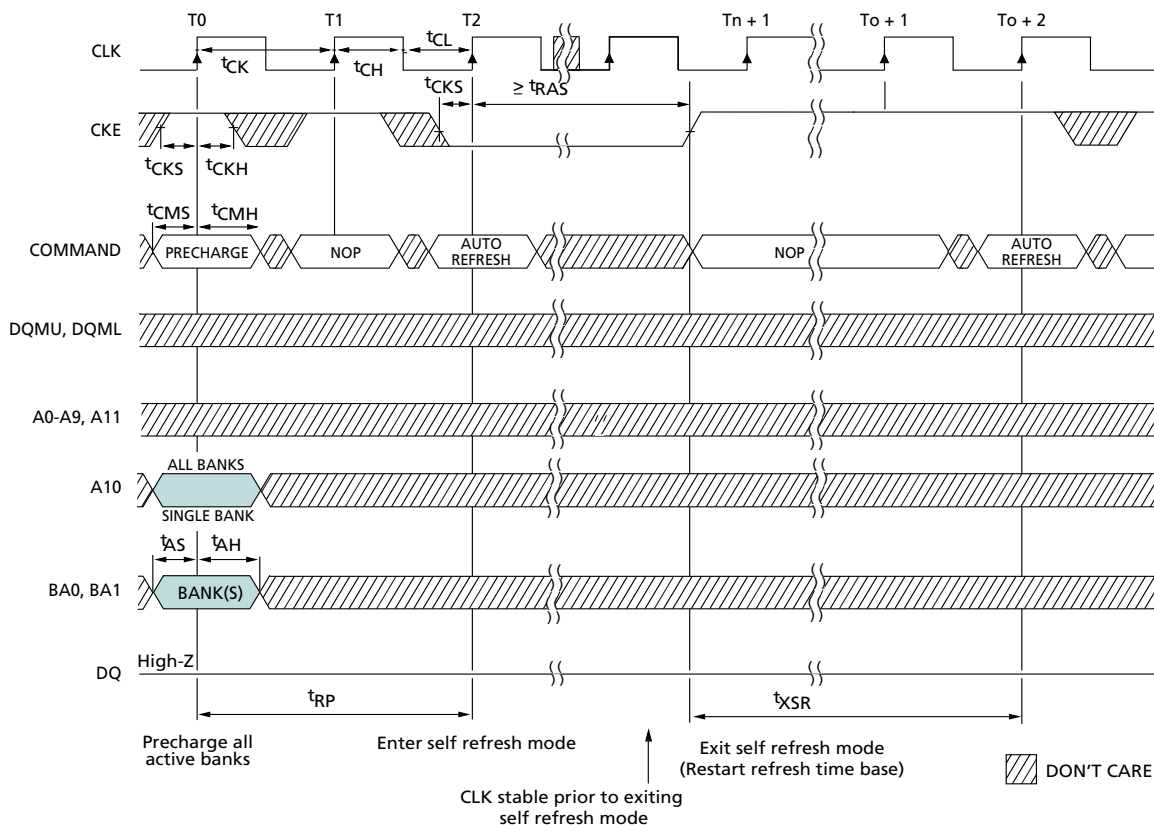 T0 T1 T2 Tn + 1 To + 1 To + 2
CLK
tCK tCH tCL
tCKS ≥ tRAS
CKE
tCKS tCKH
tCMS tCMH
COMMAND PRECHARGE NOP AUTO REFRESH NOP AUTO REFRESH
DQMU, DQML
A0-A9, A11
ALL BANKS
A10
SINGLE BANK
tAS tAH
BA0, BA1 BANK(S)
High-Z
DQ
tRP tXSR
Precharge all
active banks
Enter self refresh mode
Exit self refresh mode
(Restart refresh time base)
DON'T CARE
CLK stable prior to exiting
self refresh mode